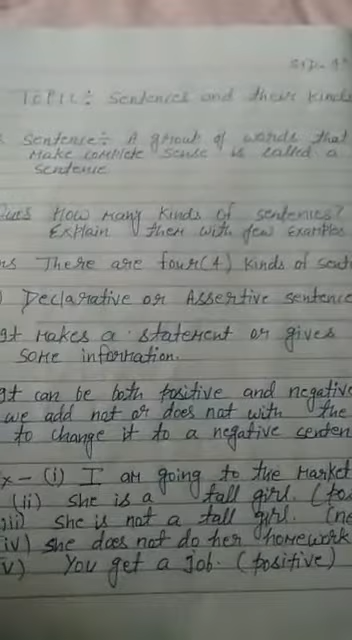 STD-
TOPIC: Sentences and their kinds
Sentence: A group of words that
make complete sense is called a
sentence
Ques How many kinds of sentences?
Explain them with few examples
ns There are four(4) kinds of sent
) Declarative or Assertive sentence
It makes a statement or gives
some information.
It can be both positive and negative
we add not or does not with the
to change it to a negative senten
x - (i) I am going to the market
(ii) she is a tall girl. (pos
iii) she is not a tall girl. (ne
iv) she does not do her homework
v) You get a job. (positive)